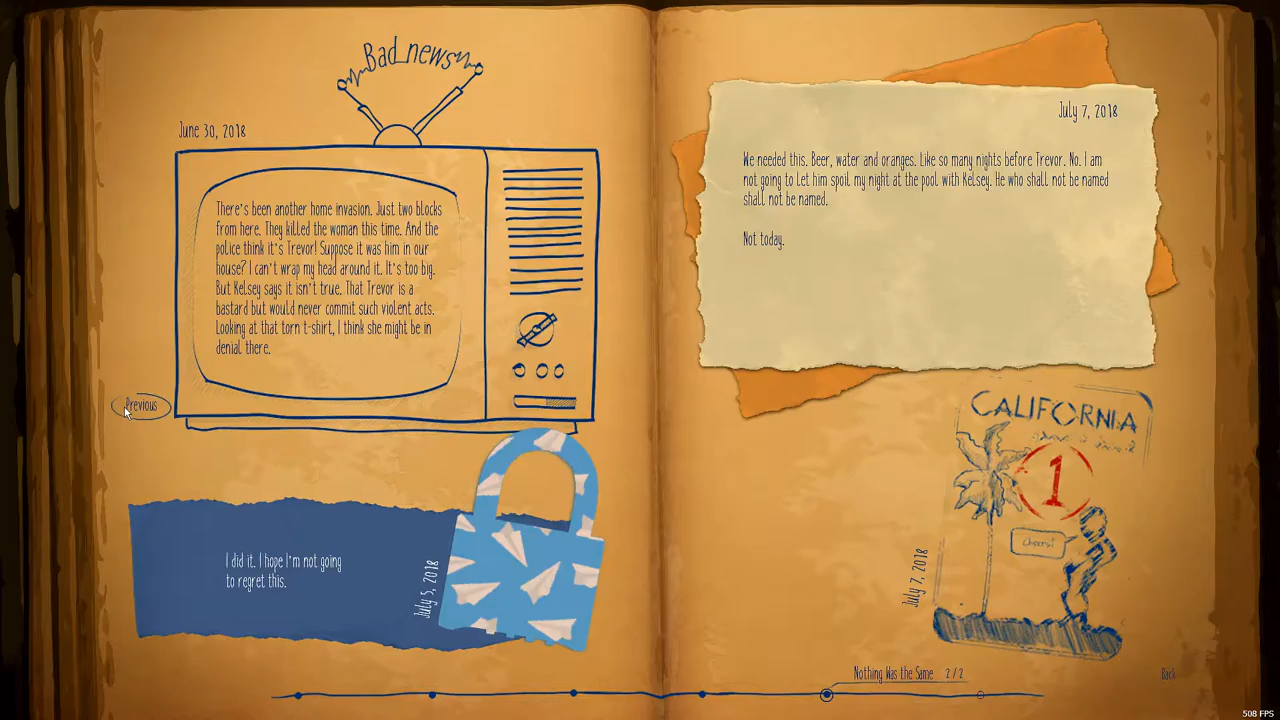 Bad news
June 30, 2018
There's been another home invasion. Just two blocks
from here. They killed the woman this time. And the
police think it's Trevor! Suppose it was him in our
house? I can't wrap my head around it. It's too big.
But Kelsey says it isn't true. That Trevor is a
bastard but would never commit such violent acts.
Looking at that torn t-shirt, I think she might be in
denial there.
Previous
I did it. I hope I'm not going
to regret this.
July 5, 2018
July 7, 2018
We needed this. Beer, water and oranges. Like so many nights before Trevor. No. I am
not going to let him spoil my night at the pool with Kelsey. He who shall not be named
shall not be named.
Not today.
CALIFORNIA
1
Cheers!
July 7, 2018
Nothing Was the Same 2 / 2
Back
508 FPS